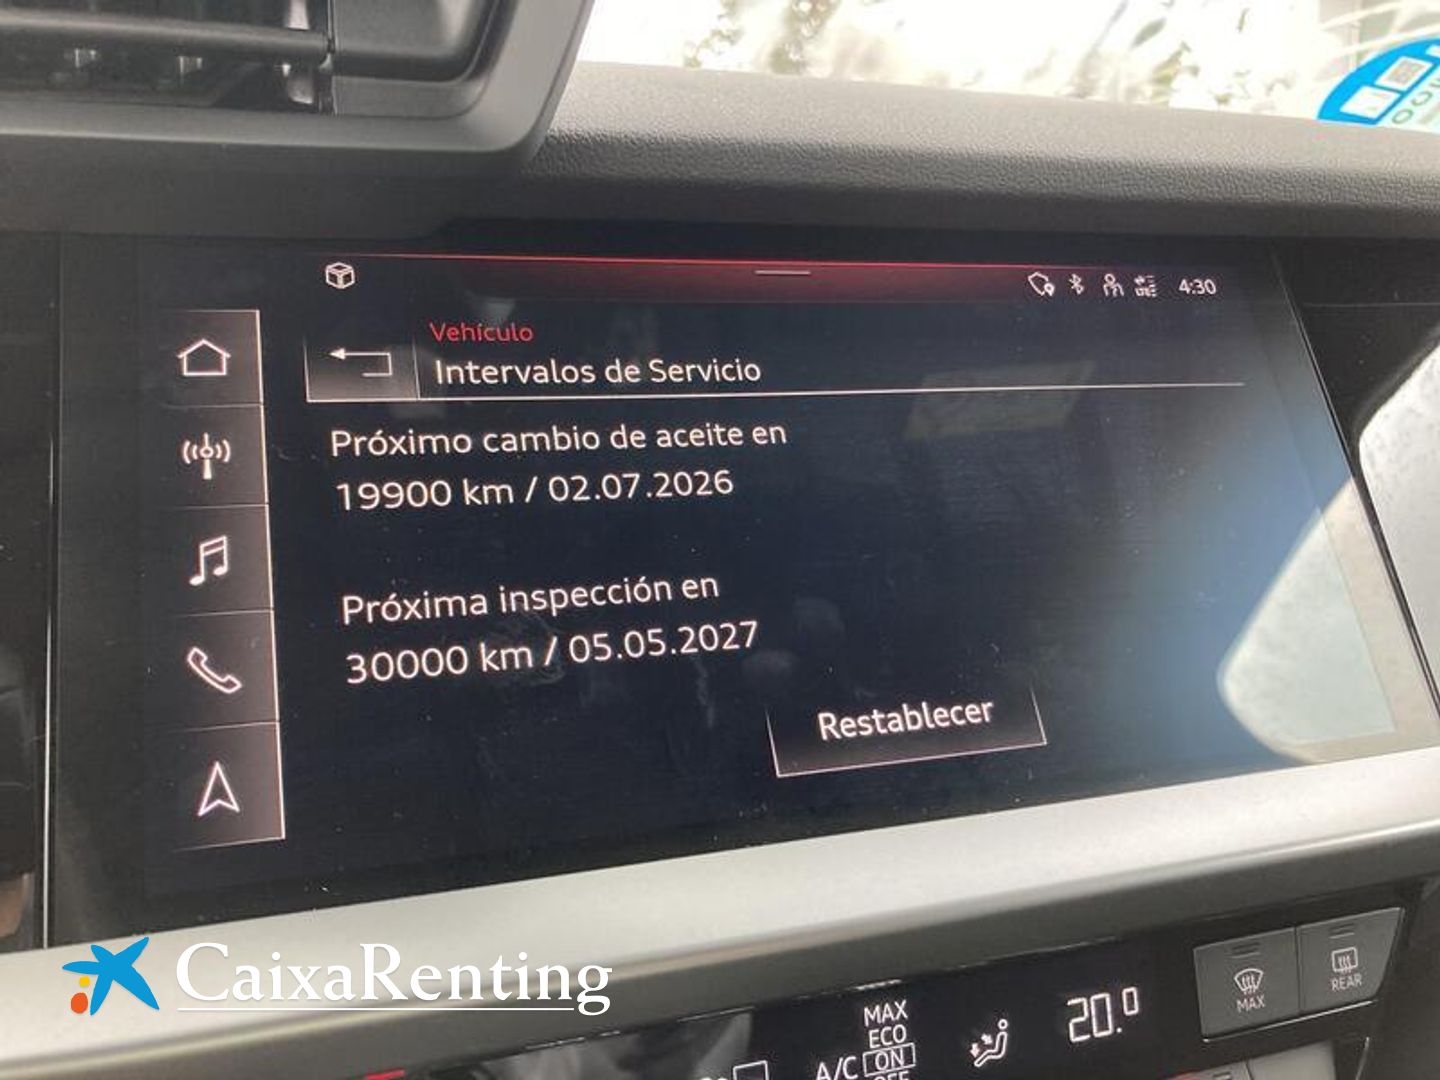 4:30
Vehículo
Intervalos de Servicio
Próximo cambio de aceite en
19900 km / 02.07.2026
Próxima inspección en
30000 km / 05.05.2027
Restablecer
CaixaRenting
MAX
ECO
A/C ON
OFF
20.0
MAX
REAR